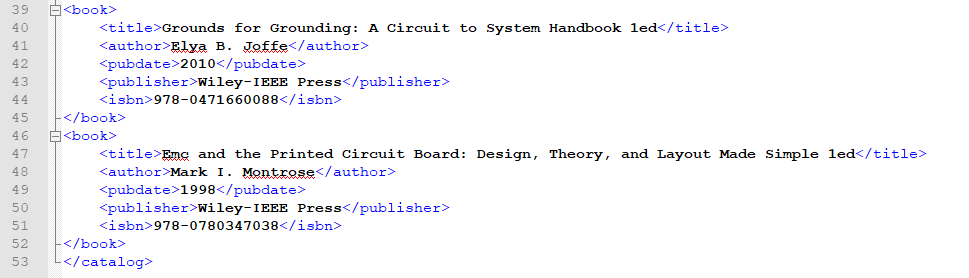 39 <book>
40 <title>Grounds for Grounding: A Circuit to System Handbook 1ed</title>
41 <author>Elya B. Joffe</author>
42 <pubdate>2010</pubdate>
43 <publisher>Wiley-IEEE Press</publisher>
44 <isbn>978-0471660088</isbn>
45 </book>
46 <book>
47 <title>Emc and the Printed Circuit Board: Design, Theory, and Layout Made Simple 1ed</title>
48 <author>Mark I. Montrose</author>
49 <pubdate>1998</pubdate>
50 <publisher>Wiley-IEEE Press</publisher>
51 <isbn>978-0780347038</isbn>
52 </book>
53 </catalog>